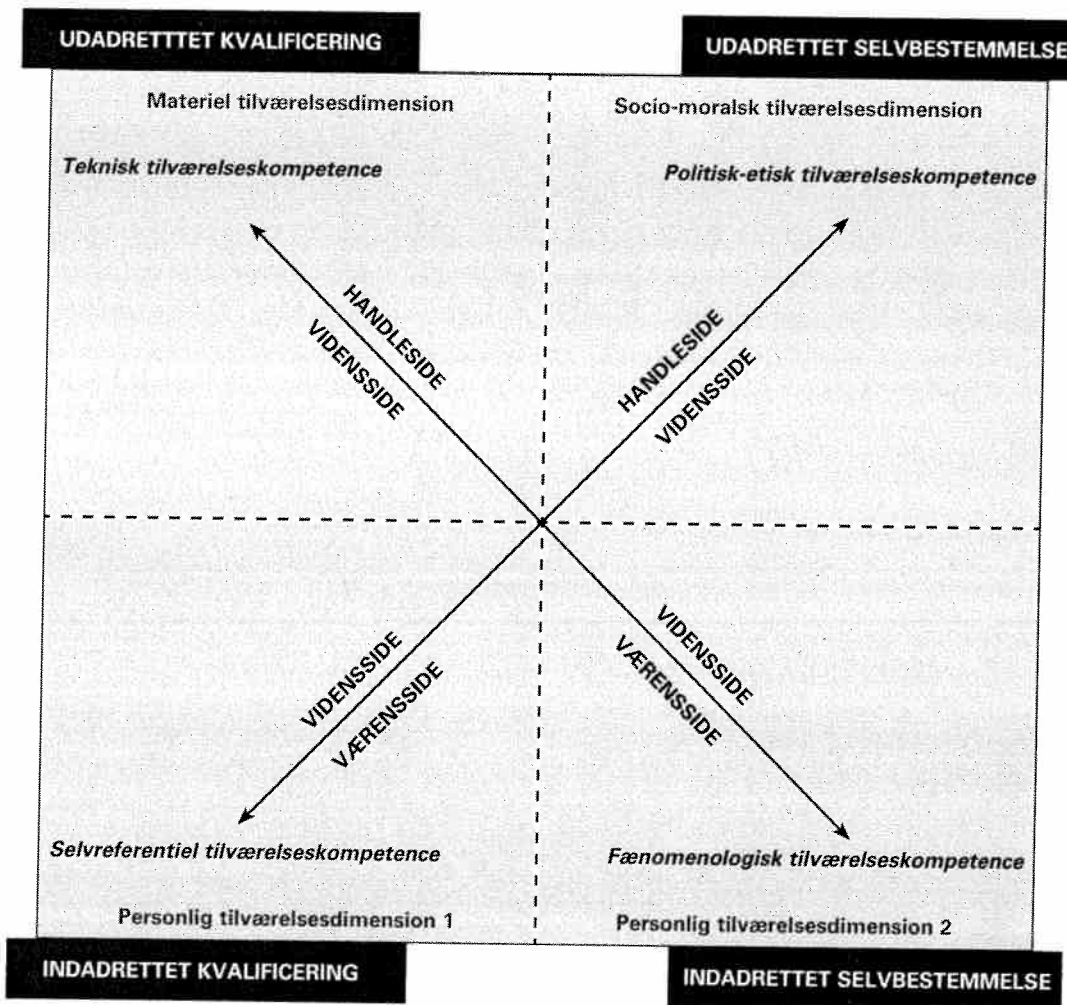 UDADRETTTET KVALIFICERING
UDADRETTET SELVBESTEMMELSE
Materiel tilværelsesdimension
Socio-moralsk tilværelsesdimension
Teknisk tilværelseskompetence
Politisk-etisk tilværelseskompetence
HANDLESIDE
VIDENSSIDE
HANDLESIDE
VIDENSSIDE
VIDENSSIDE
VÆRENSSIDE
VIDENSSIDE
VÆRENSSIDE
Selvreferentiel tilværelseskompetence
Fænomenologisk tilværelseskompetence
Personlig tilværelsesdimension 1
Personlig tilværelsesdimension 2
INDADRETTET KVALIFICERING
INDADRETTET SELVBESTEMMELSE